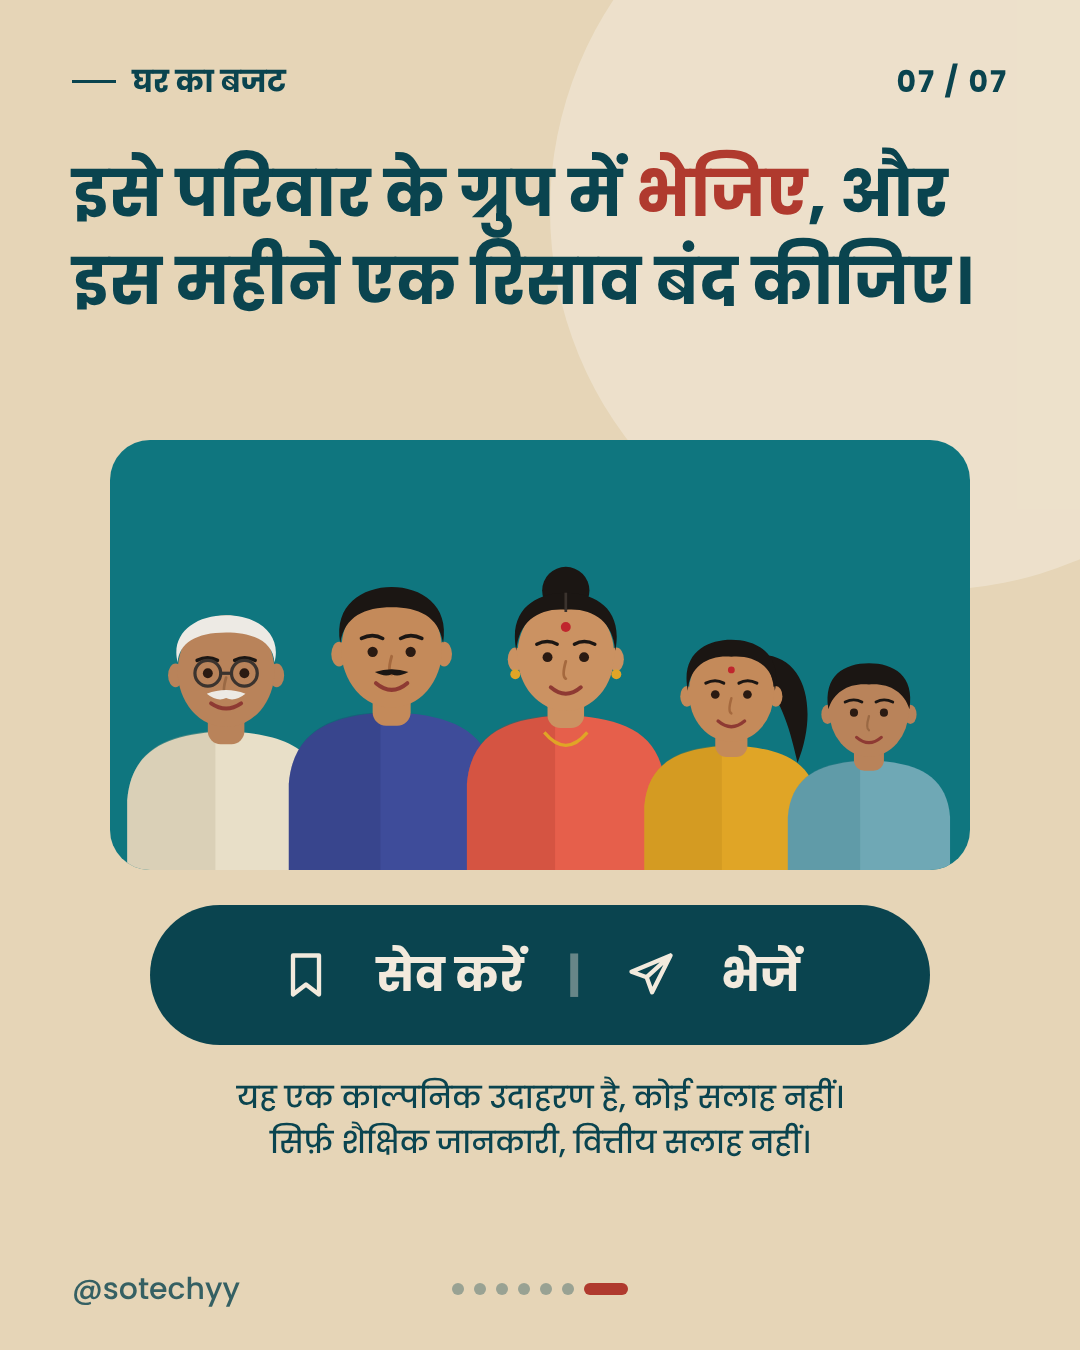 घर का बजट
07 / 07
इसे परिवार के ग्रुप में भेजिए, और
इस महीने एक रिसाव बंद कीजिए।
सेव करें | भेजें
यह एक काल्पनिक उदाहरण है, कोई सलाह नहीं।
सिर्फ़ शैक्षिक जानकारी, वित्तीय सलाह नहीं।
@sotechyy